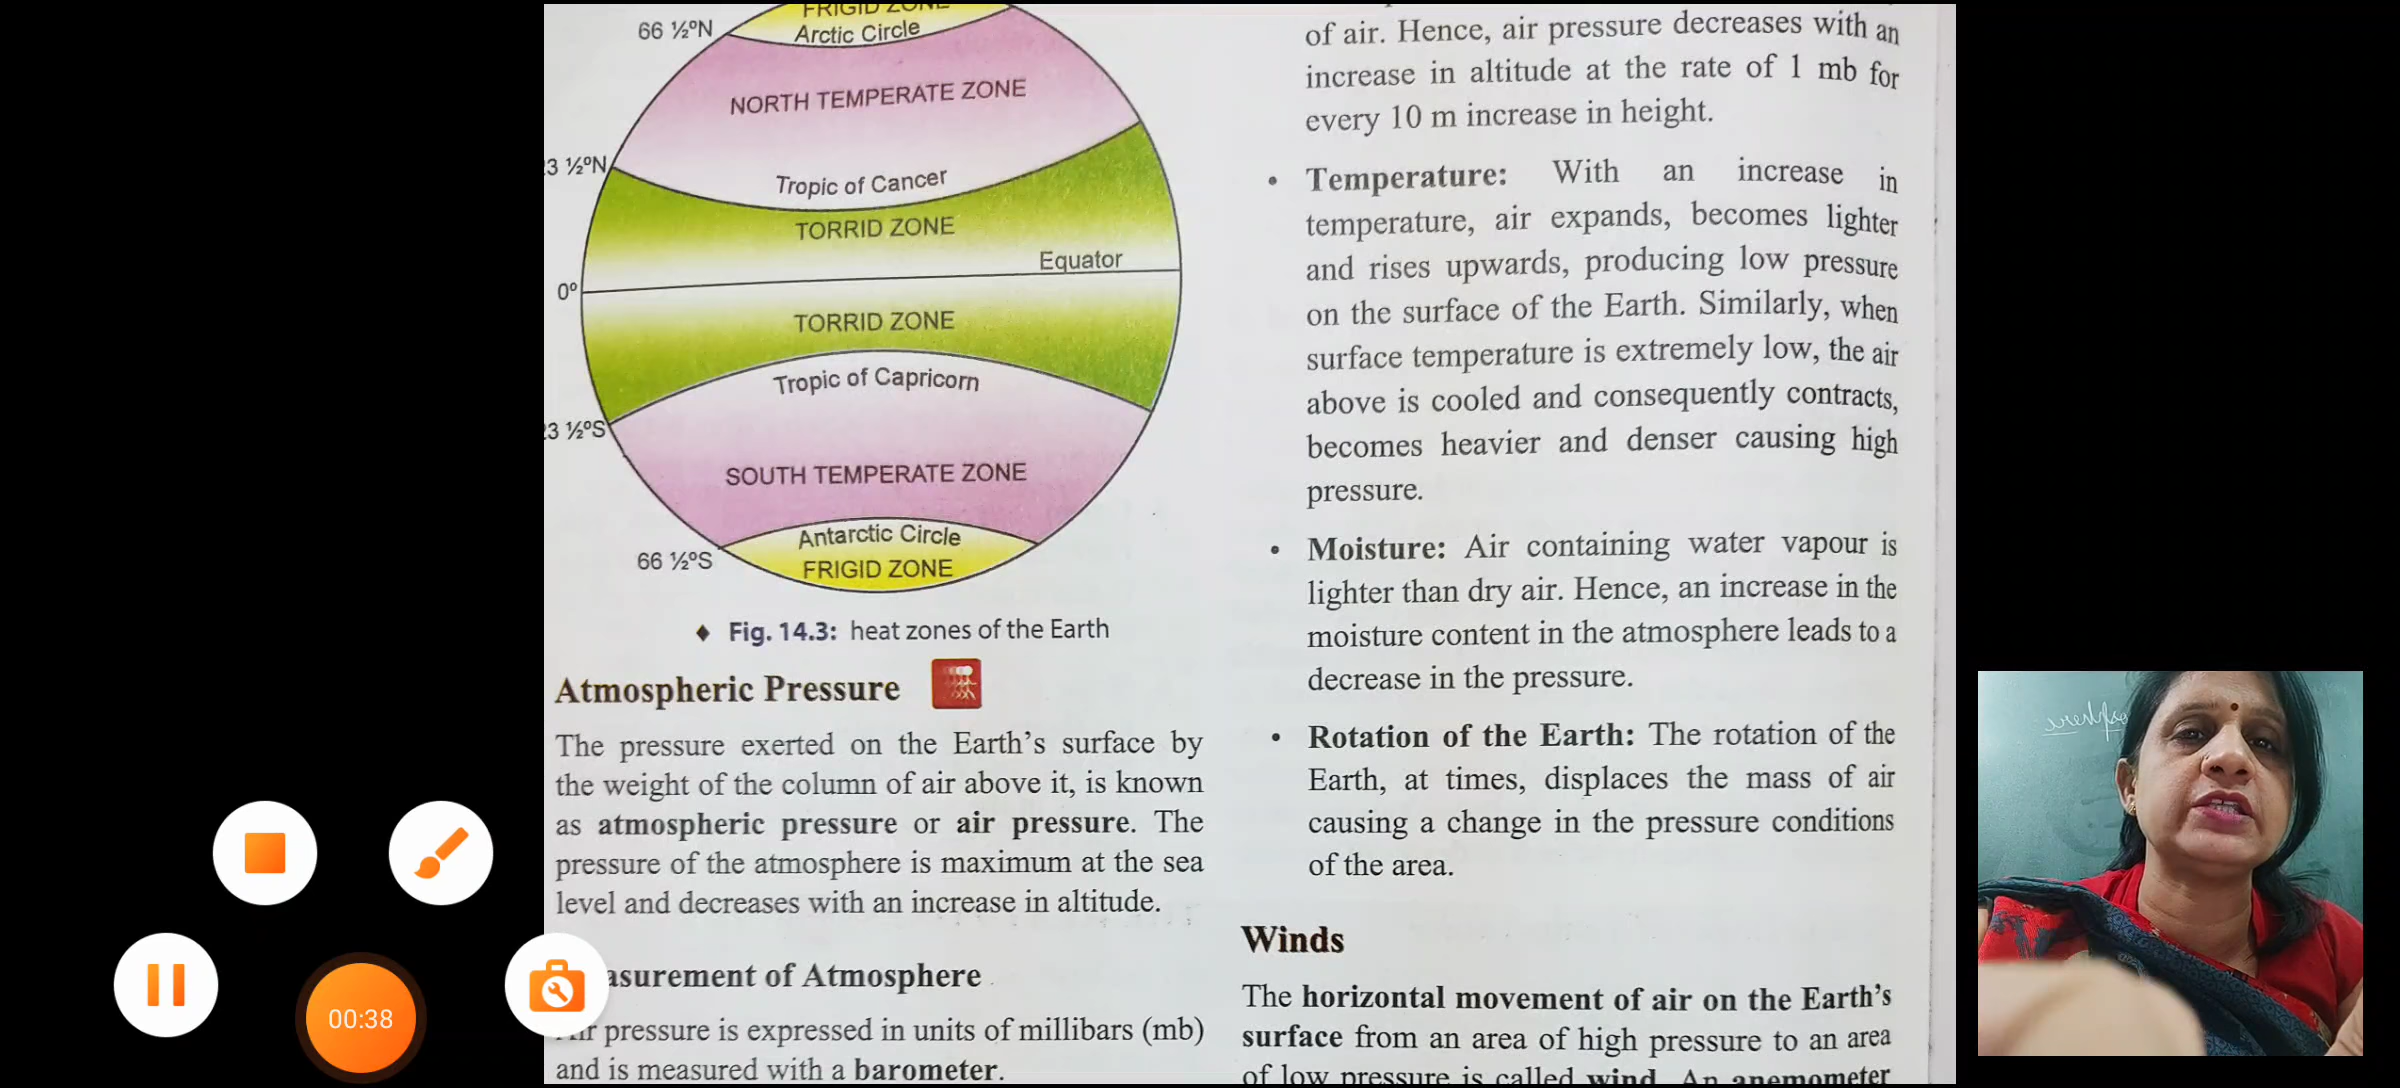 FRIGID ZONE
66 ½°N
Arctic Circle
NORTH TEMPERATURE ZONE
3 ½°N
Tropic of Cancer
TORRID ZONE
Equator
0°
TORRID ZONE
Tropic of Capricorn
3 ½°S
SOUTH TEMPERATE ZONE
Antarctic Circle
66 ½°S
FRIGID ZONE
♦ Fig. 14.3: heat zones of the Earth
Atmospheric Pressure
The pressure exerted on the Earth's surface by
the weight of the column of air above it, is known
as atmospheric pressure or air pressure. The
pressure of the atmosphere is maximum at the sea
level and decreases with an increase in altitude.
asurement of Atmosphere
pressure is expressed in units of millibars (mb)
and is measured with a barometer.
of air. Hence, air pressure decreases with an
increase in altitude at the rate of 1 mb for
every 10 m increase in height.
• Temperature: With an increase in
temperature, air expands, becomes lighter
and rises upwards, producing low pressure
on the surface of the Earth. Similarly, when
surface temperature is extremely low, the air
above is cooled and consequently contracts,
becomes heavier and denser causing high
pressure.
• Moisture: Air containing water vapour is
lighter than dry air. Hence, an increase in the
moisture content in the atmosphere leads to a
decrease in the pressure.
• Rotation of the Earth: The rotation of the
Earth, at times, displaces the mass of air
causing a change in the pressure conditions
of the area.
Winds
The horizontal movement of air on the Earth's
surface from an area of high pressure to an area
of low pressure is called wind. An anemometer
00:38